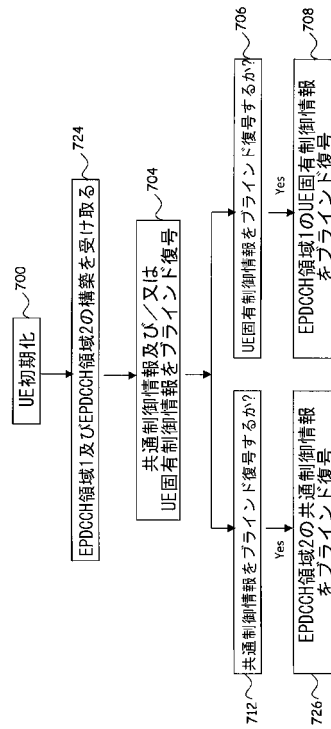 700
UE初期化
724
EPDCCH領域1及びEPDCCH領域2の構築を受け取る
704
共通制御情報及び/又は
UE固有制御情報をブラインド復号
712
共通制御情報をブラインド復号するか?
706
UE固有制御情報をブラインド復号するか?
Yes
Yes
726
EPDCCH領域2の共通制御情報
をブラインド復号
708
EPDCCH領域1のUE固有制御情報
をブラインド復号